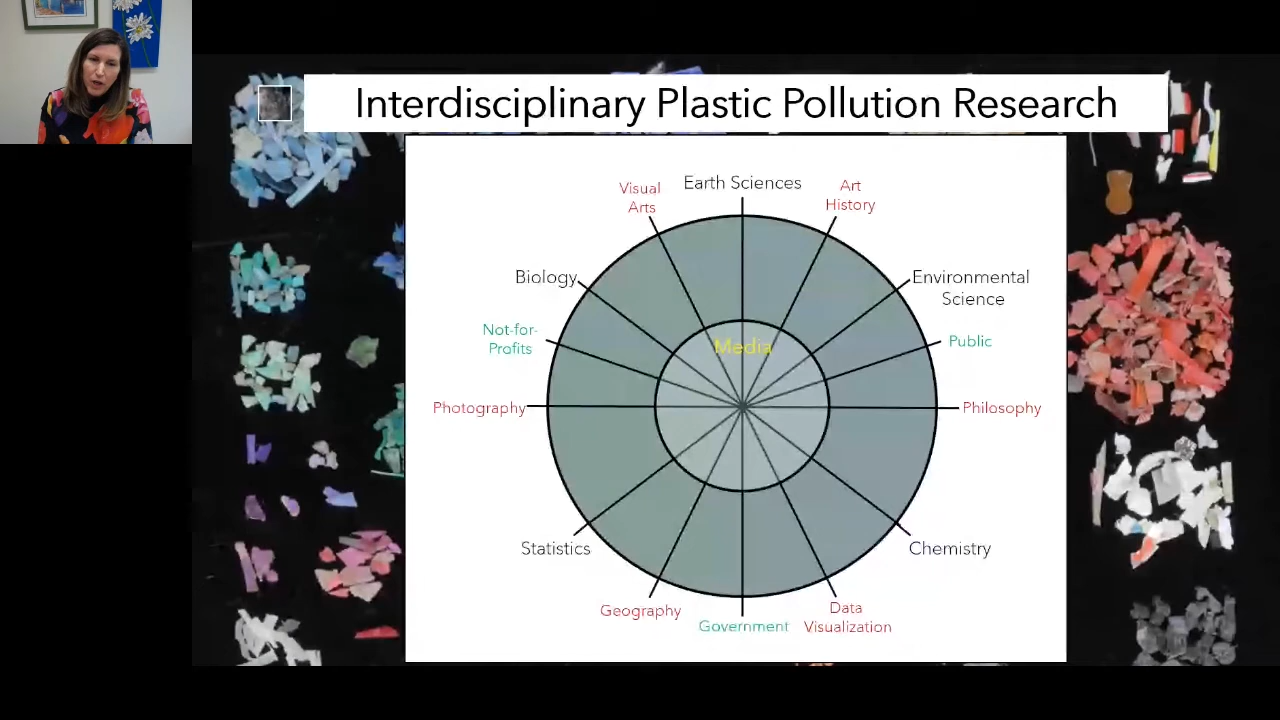 Interdisciplinary Plastic Pollution Research
Earth Sciences
Visual
Arts
Art
History
Biology
Environmental
Science
Not-for-
Profits
Public
Media
Photography
Philosophy
Statistics
Chemistry
Geography
Government
Data
Visualization